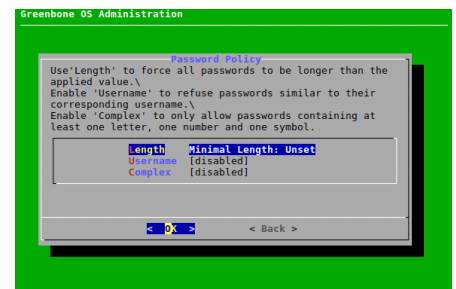 Greenbone OS Administration
Password Policy
Use'Length' to force all passwords to be longer than the
applied value.\
Enable 'Username' to refuse passwords similar to their
corresponding username.\
Enable 'Complex' to only allow passwords containing at
least one letter, one number and one symbol.
Length Minimal Length: Unset
Username [disabled]
Complex [disabled]
< OK > < Back >